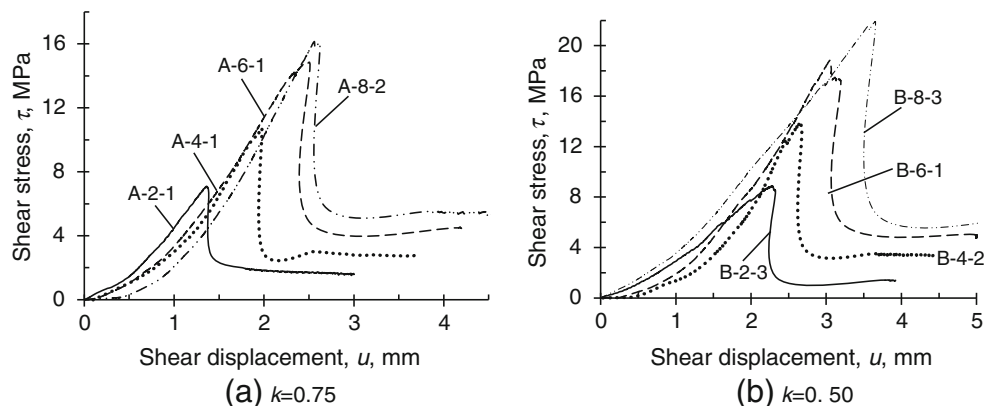 16
12
8
4
0
0 1 2 3 4
Shear stress, τ, MPa
Shear displacement, u, mm
A-6-1
A-8-2
A-4-1
A-2-1
(a) k=0.75
22
20
16
12
8
4
0
0 1 2 3 4 5
Shear stress, τ, MPa
Shear displacement, u, mm
B-8-3
B-6-1
B-4-2
B-2-3
(b) k=0. 50